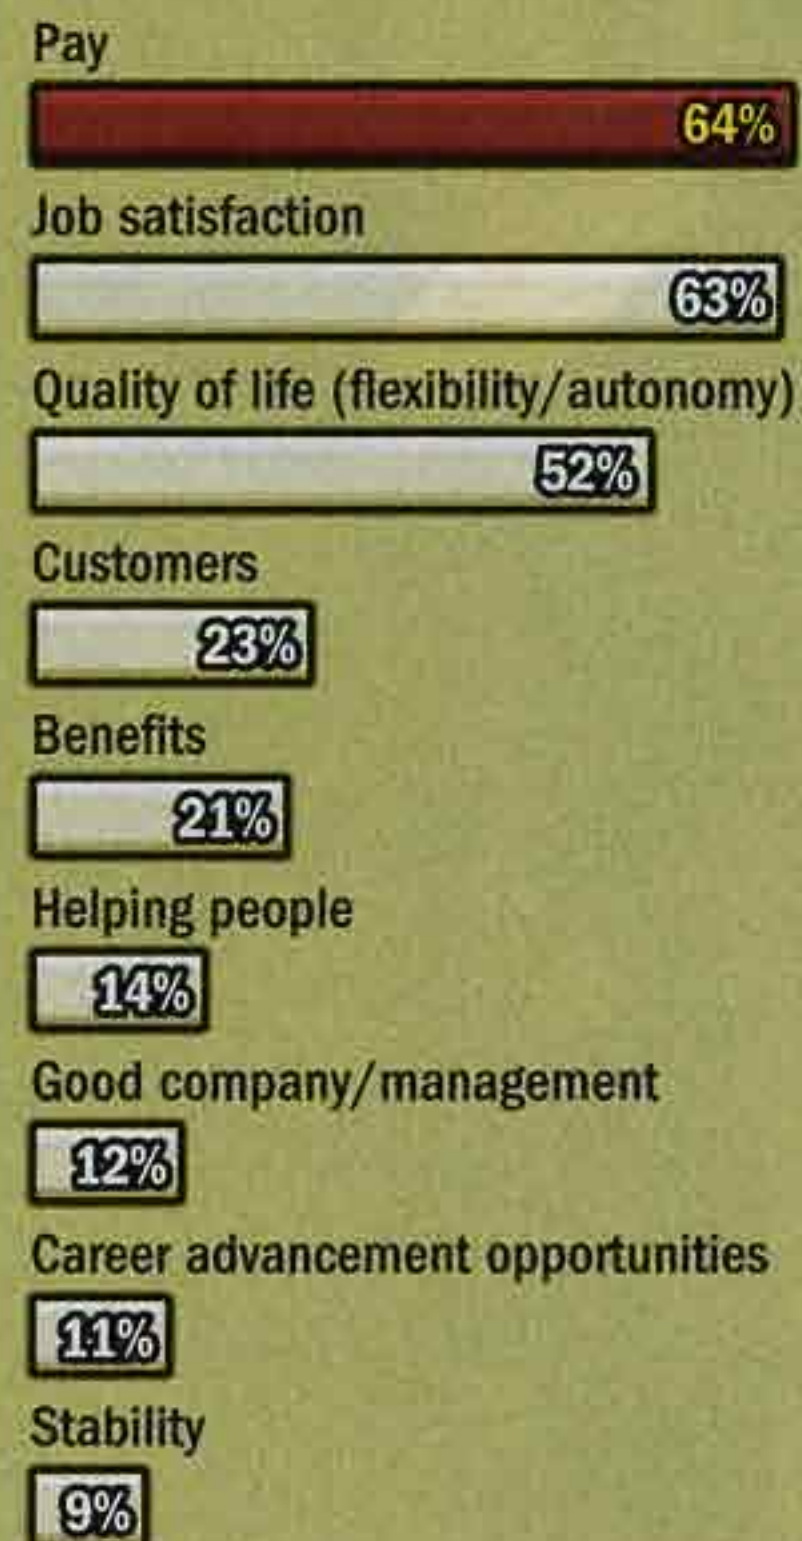 Pay
64%
Job satisfaction
63%
Quality of life (flexibility/autonomy)
52%
Customers
23%
Benefits
21%
Helping people
14%
Good company/management
12%
Career advancement opportunities
11%
Stability
9%